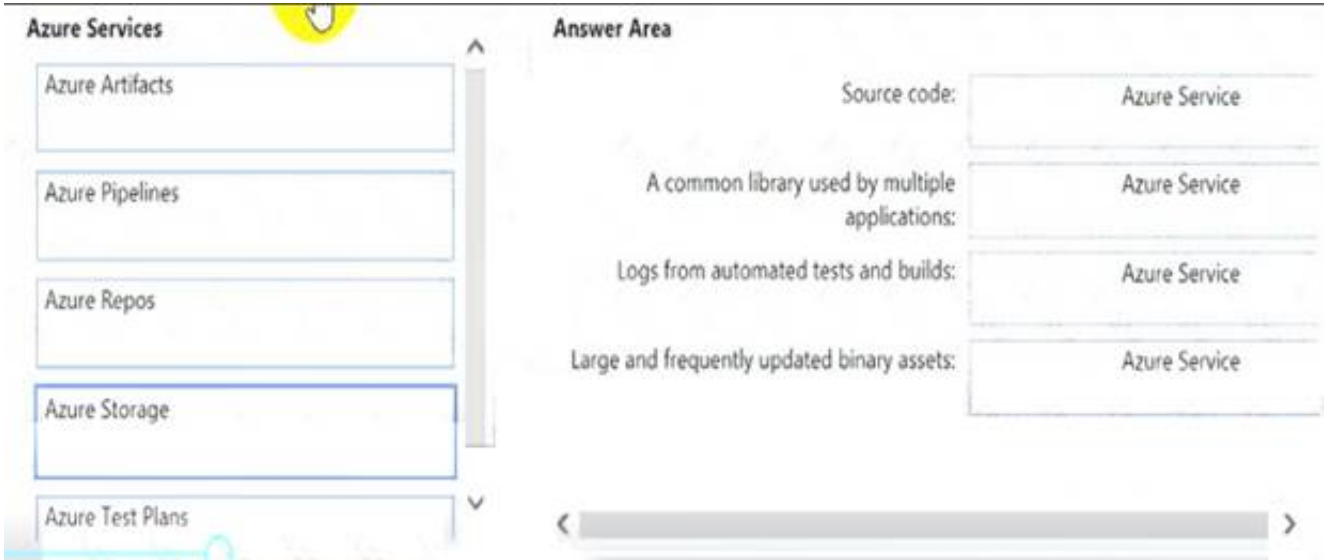 Azure Services
Azure Artifacts
Azure Pipelines
Azure Repos
Azure Storage
Azure Test Plans
Answer Area
Source code:
Azure Service
A common library used by multiple
applications:
Azure Service
Logs from automated tests and builds:
Azure Service
Large and frequently updated binary assets:
Azure Service